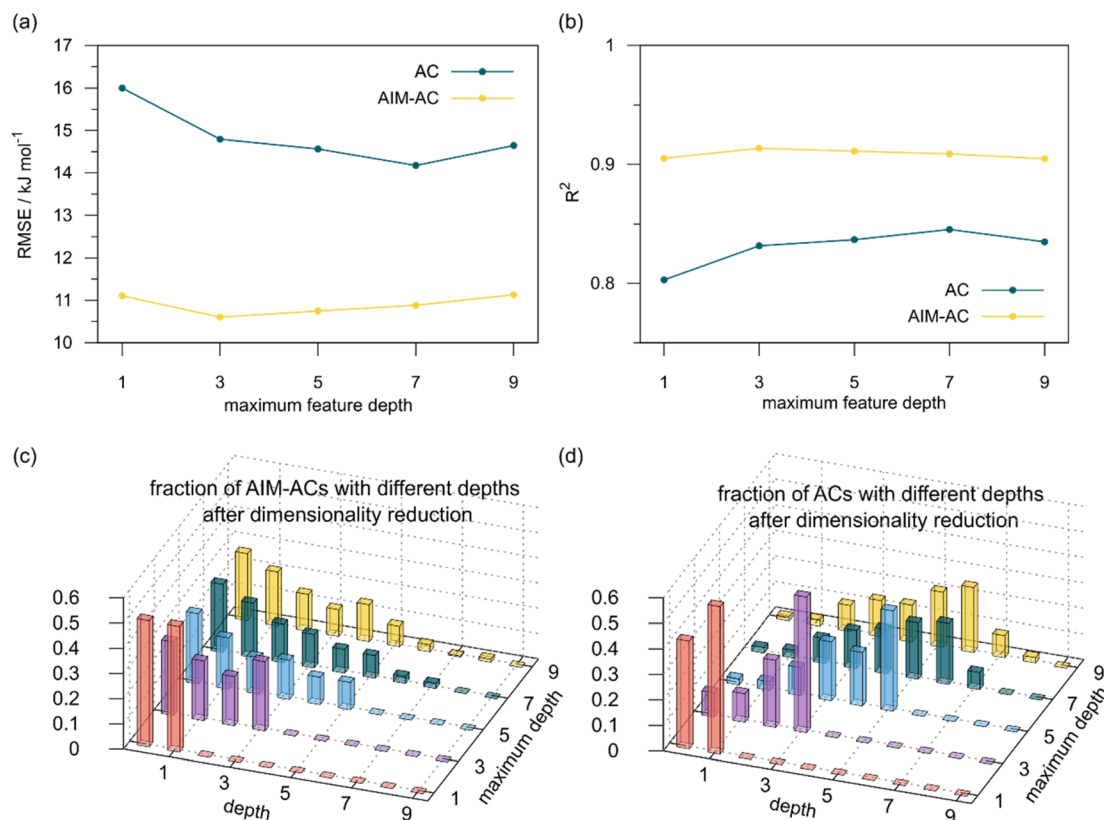 (a)
17
16
15
14
13
12
11
10
RMSE / kJ mol⁻¹
AC
AIM-AC
1 3 5 7 9
maximum feature depth
(b)
1
0.9
0.8
R²
AC
AIM-AC
1 3 5 7 9
maximum feature depth
(c)
fraction of AIM-ACs with different depths
after dimensionality reduction
0.6
0.5
0.4
0.3
0.2
0.1
0
1 3 5 7 9
depth
1 3 5 7 9
maximum depth
(d)
fraction of ACs with different depths
after dimensionality reduction
0.6
0.5
0.4
0.3
0.2
0.1
0
1 3 5 7 9
depth
1 3 5 7 9
maximum depth